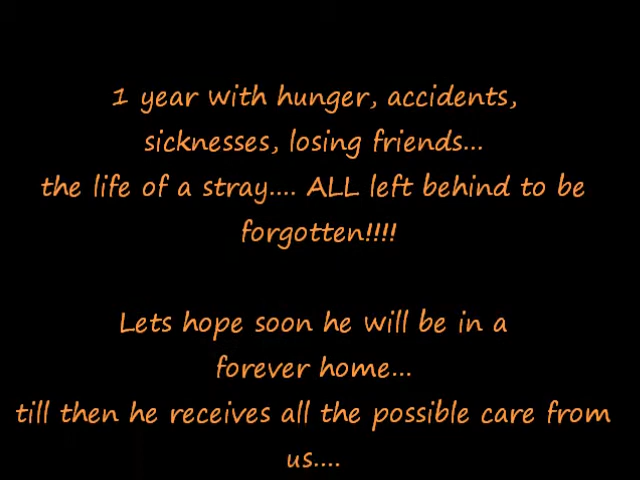 1 year with hunger, accidents,
sicknesses, losing friends...
the life of a stray.... ALL left behind to be
forgotten!!!!
Lets hope soon he will be in a
forever home...
till then he receives all the possible care from
us....